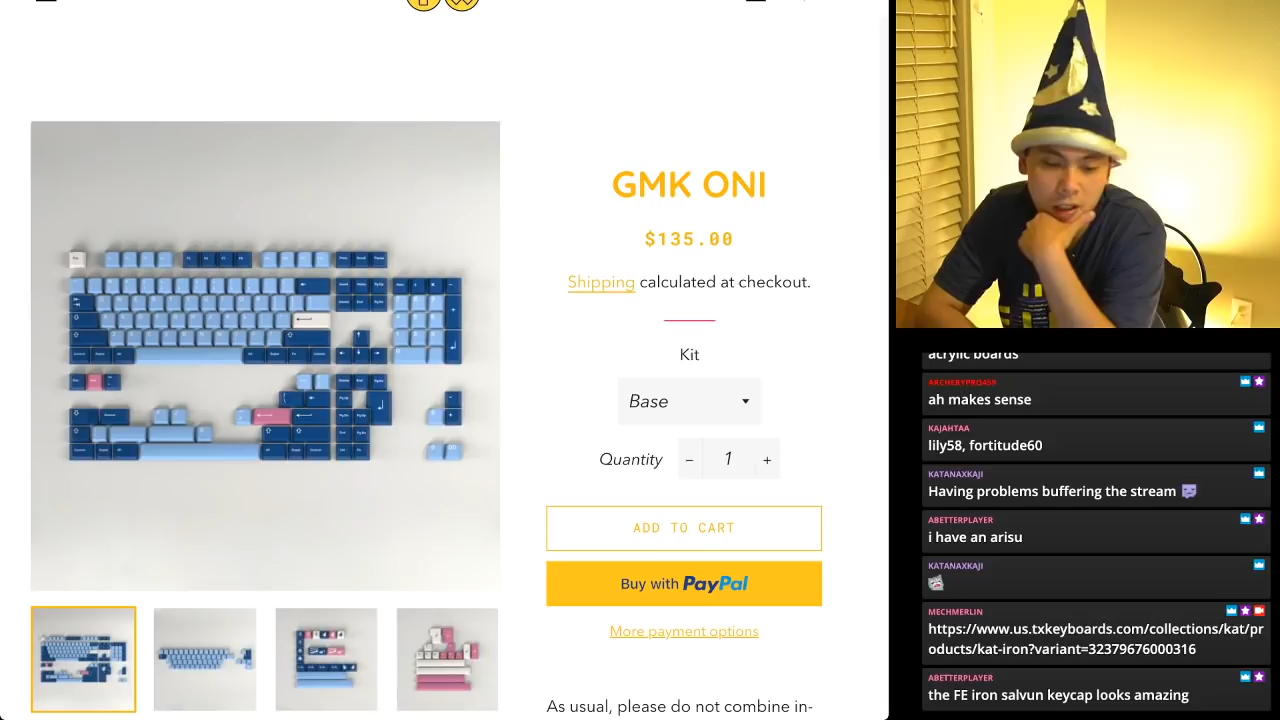 GMK ONI
$135.00
Shipping calculated at checkout.
Kit
Base
Quantity
− 1 +
ADD TO CART
Buy with PayPal
More payment options
As usual, please do not combine in-
acrylic boards
ARCHERYPRO459
ah makes sense
KAJAHTAA
lily58, fortitude60
KATANAXKAJI
Having problems buffering the stream
ABETTERPLAYER
i have an arisu
KATANAXKAJI
MECHMERLIN
https://www.us.txkeyboards.com/collections/kat/pr
oducts/kat-iron?variant=32379676000316
ABETTERPLAYER
the FE iron salvun keycap looks amazing